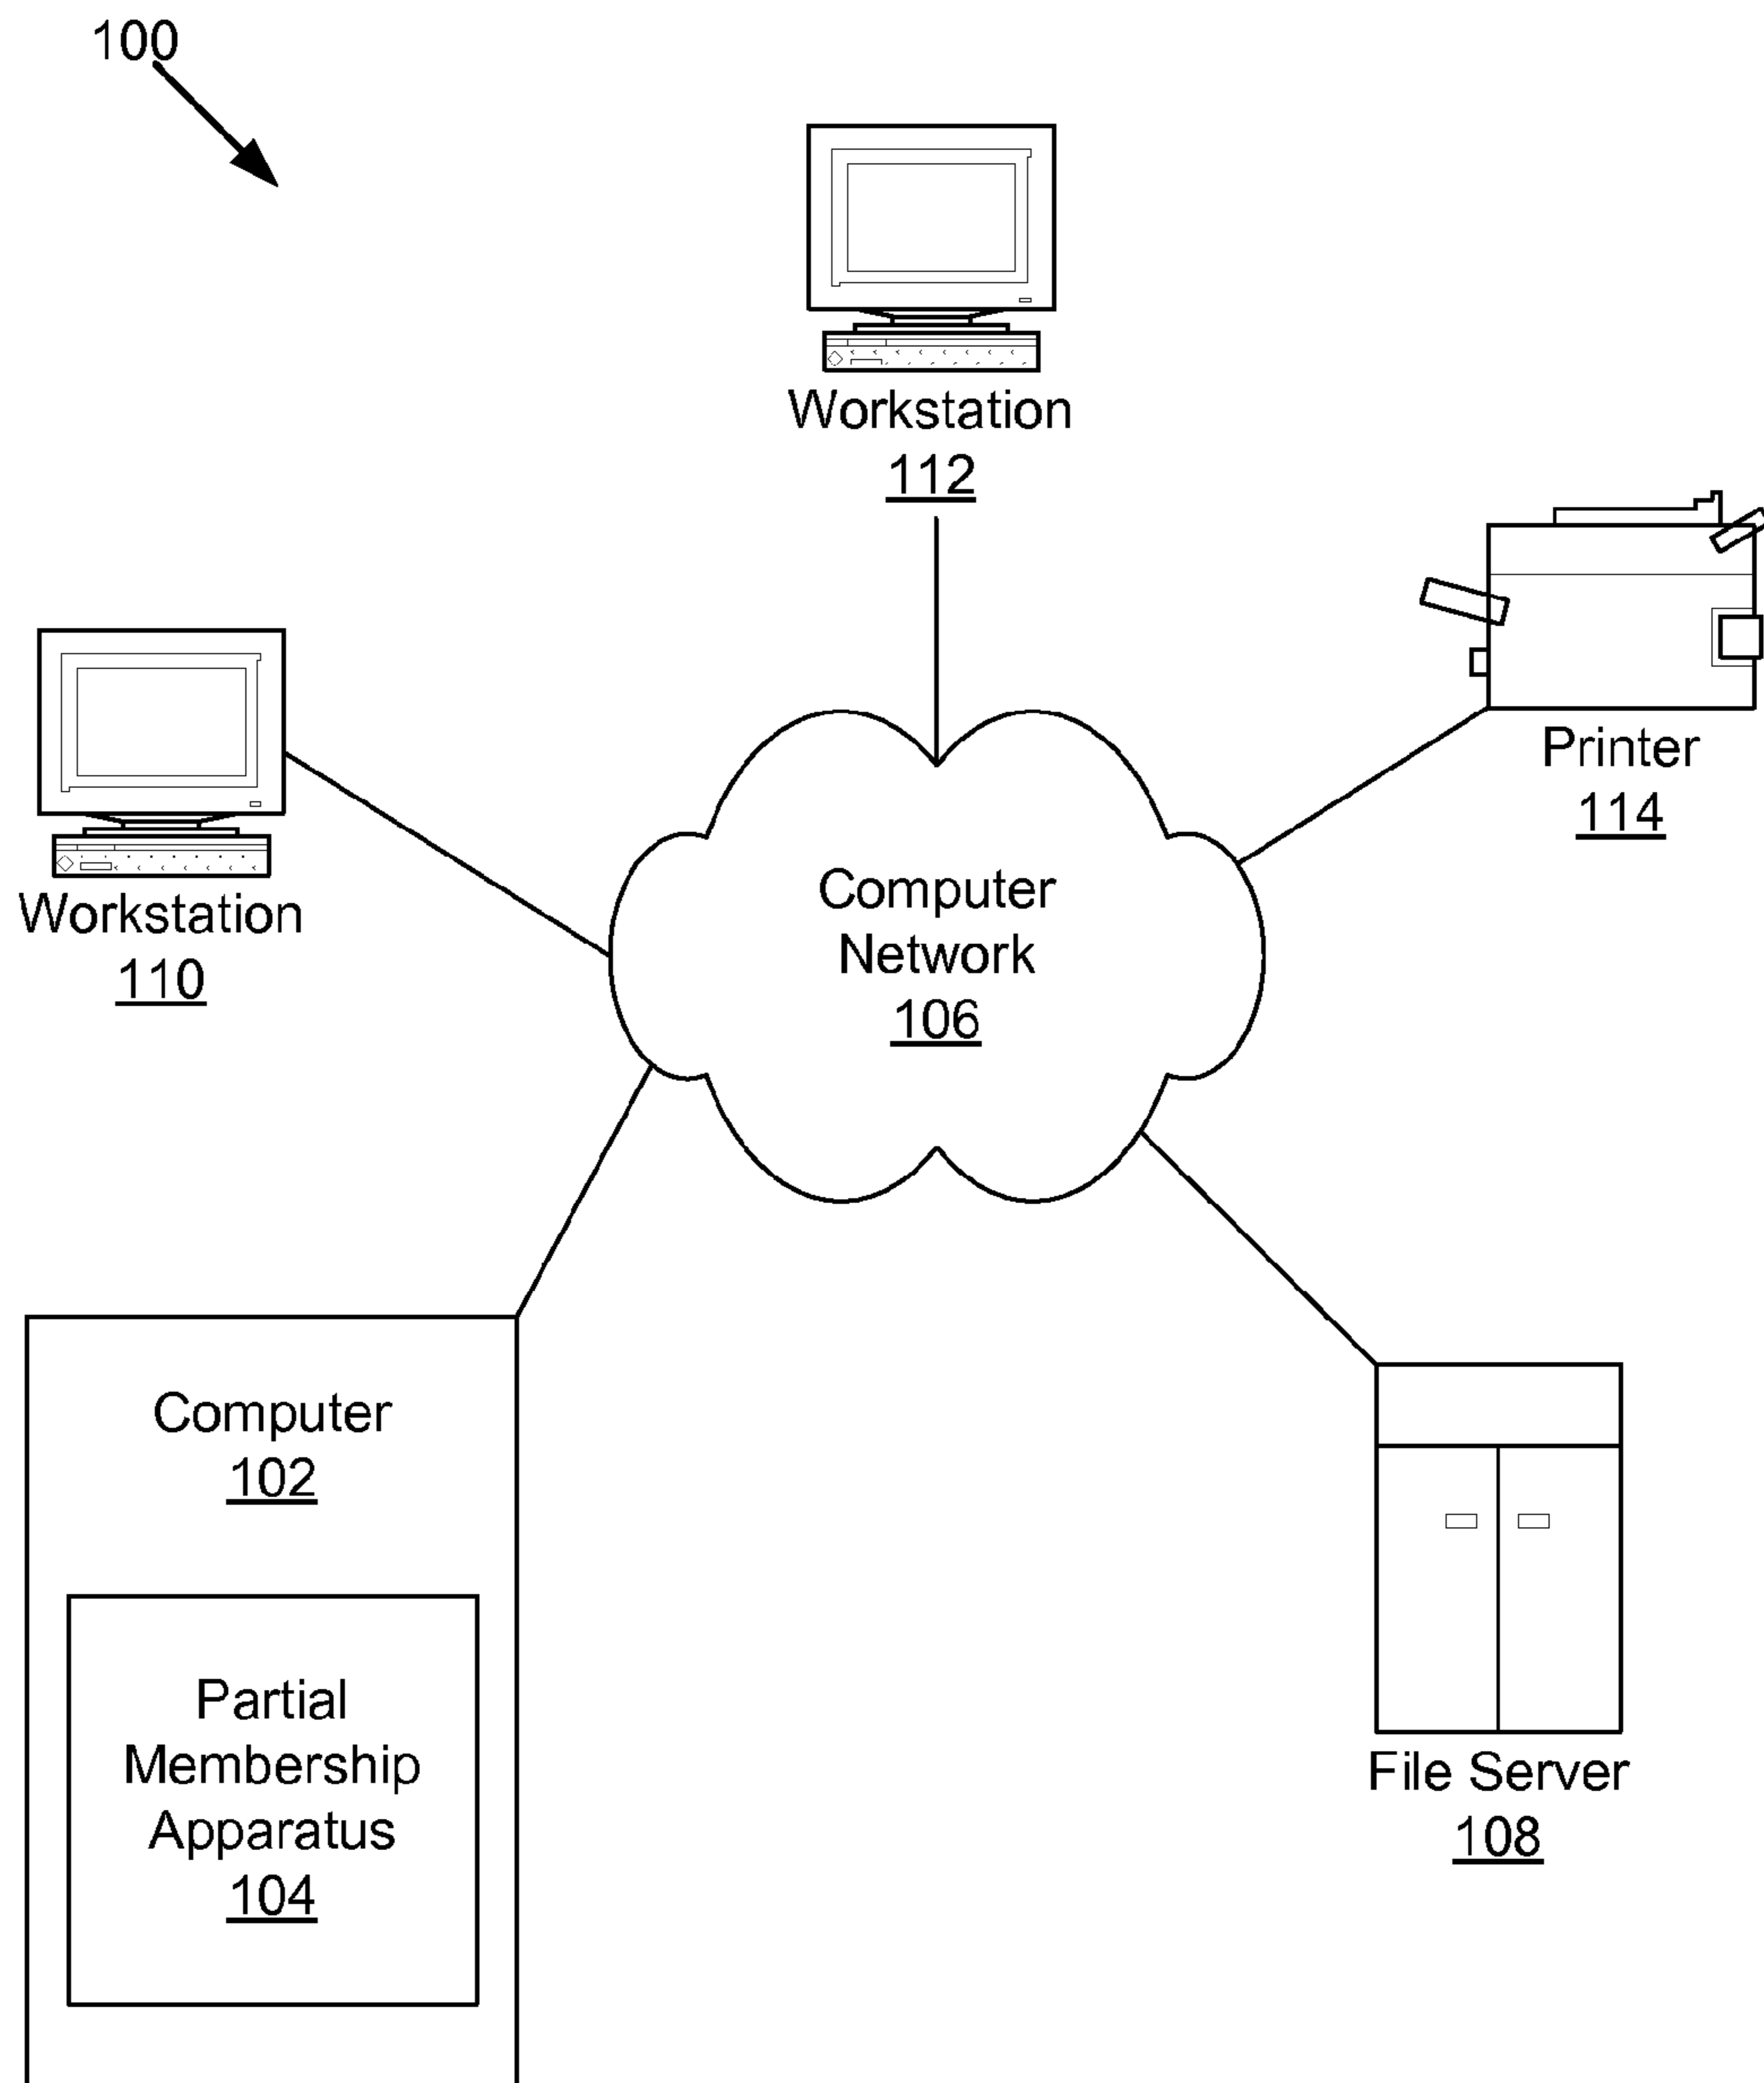 100
Workstation
112
Printer
114
Workstation
110
Computer
Network
106
Computer
102
Partial
Membership
Apparatus
104
File Server
108